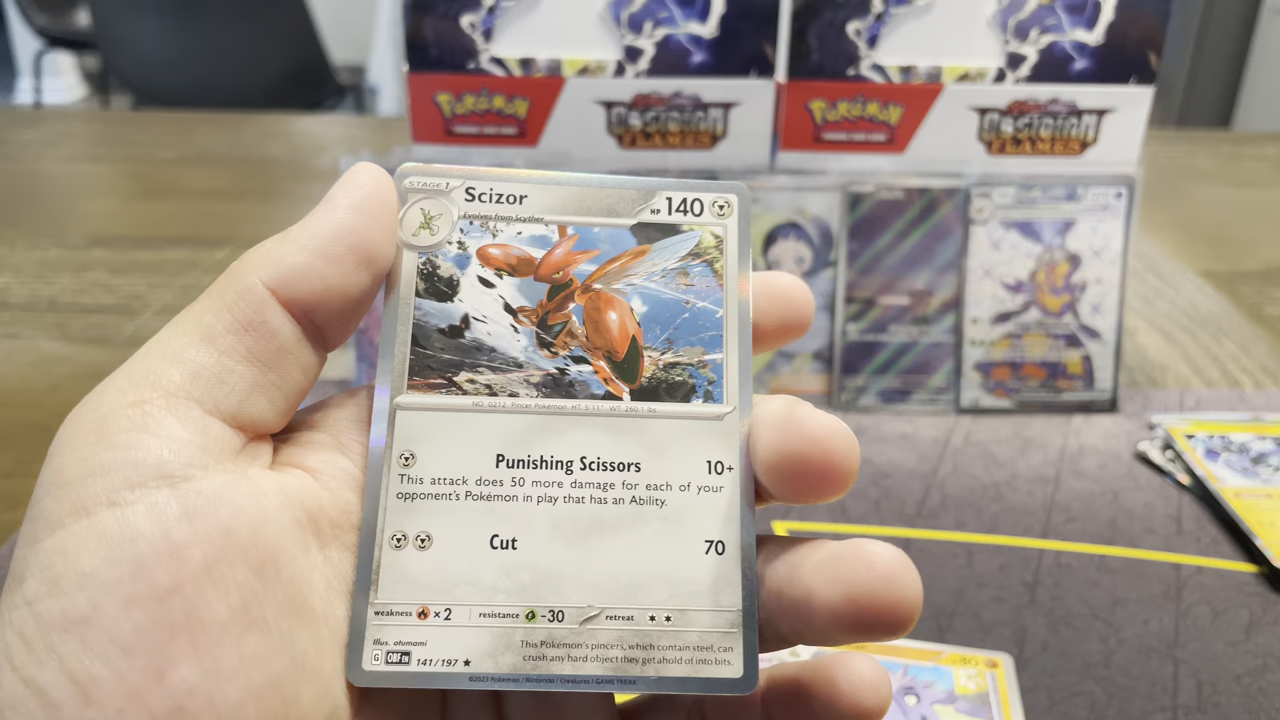 Pokémon
Obsidian
FLAMES
Pokémon
Obsidian
FLAMES
STAGE 1
Scizor
HP 140
Evolves from Scyther
NO. 0212 Pincer Pokémon HT: 5'11" WT: 260.1 lbs.
Punishing Scissors 10+
This attack does 50 more damage for each of your
opponent's Pokémon in play that has an Ability.
Cut 70
weakness ×2 resistance -30 retreat
Illus. otumami
This Pokémon's pincers, which contain steel, can
crush any hard object they get ahold of into bits.
G OBF EN 141/197
©2023 Pokémon / Nintendo / Creatures / GAME FREAK